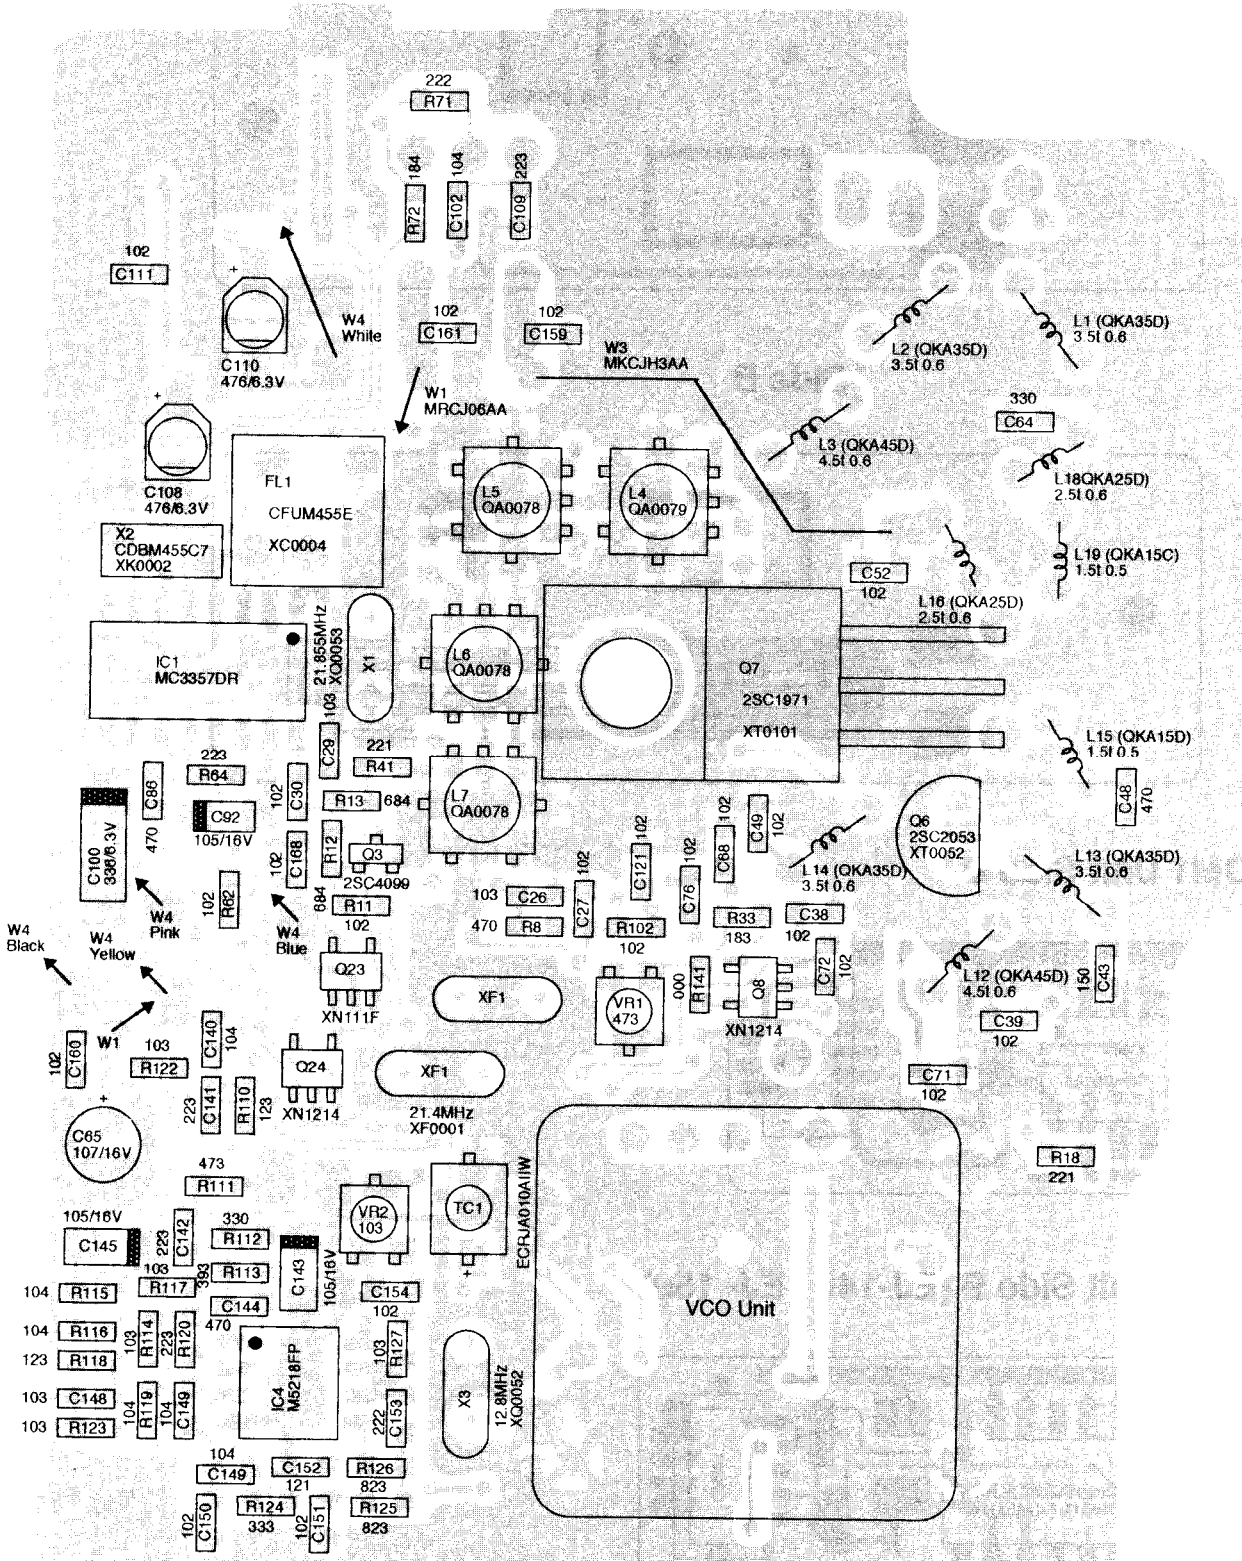 222
R71
184
104
223
R72
C102
C109
102
C111
+
C110
476/6.3V
W4
White
102
C161
102
C159
W3
MKCJH3AA
W1
MRCJ06AA
L2 (QKA35D)
3.5t 0.6
L1 (QKA35D)
3.5t 0.6
330
C64
L3 (QKA45D)
4.5t 0.6
L18QKA25D)
2.5t 0.6
+
C108
476/6.3V
FL1
CFUM455E
XC0004
X2
CDBM455C7
XK0002
L5
QA0078
L4
QA0079
C52
102
L19 (QKA15C)
1.5t 0.5
L16 (QKA25D)
2.5t 0.6
IC1
MC3357DR
21.855MHz
XQ0053
X1
L6
QA0078
Q7
2SC1971
XT0101
103
C29
221
R41
223
R64
C86
470
102
C30
R13
684
L7
QA0078
L15 (QKA15D)
1.5t 0.5
C48
470
C100
336/6.3V
C92
105/16V
102
C168
R12
684
Q3
2SC4099
102
C49
102
C68
102
C121
102
C76
L14 (QKA35D)
3.5t 0.6
Q6
2SC2053
XT0052
L13 (QKA35D)
3.5t 0.6
W4
Pink
102
R62
W4
Blue
R11
102
103
C26
470
R8
102
C27
R102
102
R33
183
C38
102
W4
Black
W4
Yellow
Q23
XN111F
XF1
VR1
473
000
R141
Q8
XN1214
C72
102
L12 (QKA45D)
4.5t 0.6
150
C43
C39
102
W1
102
C160
103
R122
C140
104
Q24
XN1214
XF1
21.4MHz
XF0001
C71
102
223
C141
R110
123
+
C65
107/16V
R18
221
473
R111
105/16V
C145
223
C142
330
R112
VR2
103
TC1
+
ECRJA010AIIW
103
R117
393
R113
C143
105/16V
104
R115
C144
470
C154
102
VCO Unit
104
R116
103
R114
223
R120
123
R118
IC4
M5218FP
103
R127
X3
12.8MHz
XQ0052
103
C148
104
R119
104
C149
222
C153
103
R123
104
C149
C152
121
R126
823
102
C150
R124
333
102
C151
R125
823